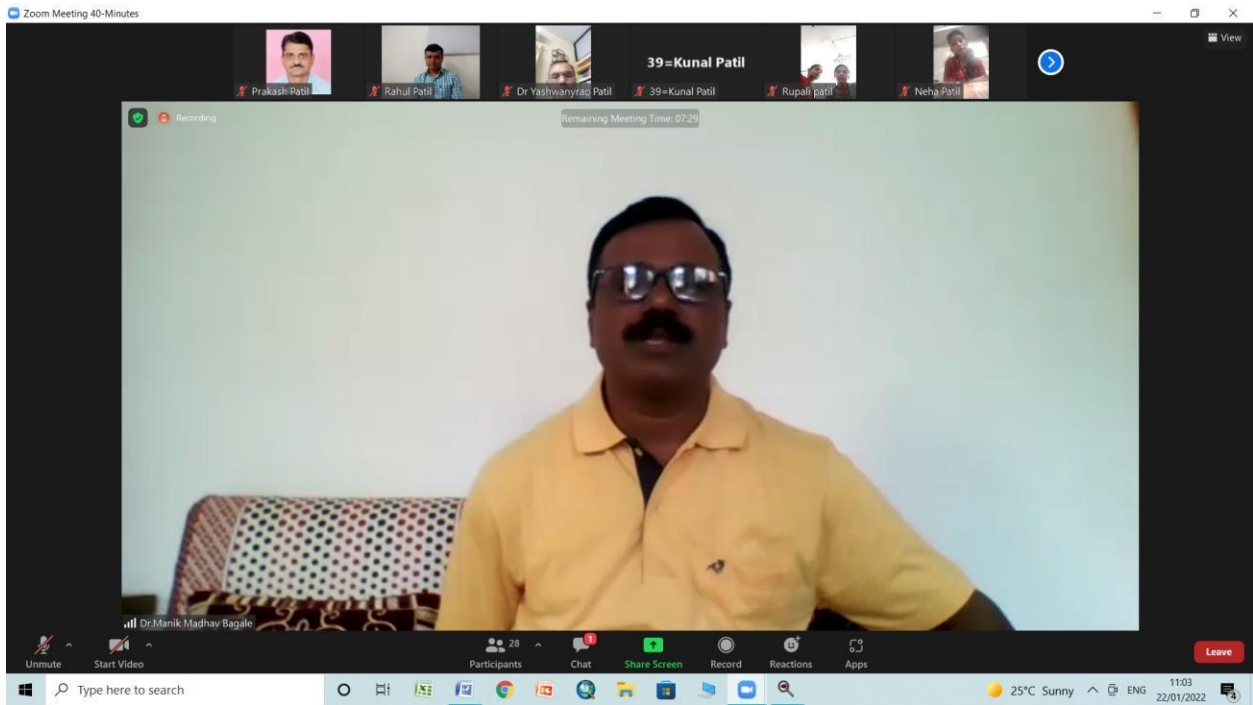 Zoom Meeting 40-Minutes
View
39=Kunal Patil
Prakash Patil
Rahul Patil
Dr Yashwanyrao Patil
39=Kunal Patil
Rupali patil
Neha Patil
Recording
Remaining Meeting Time: 07:29
Dr.Manik Madhav Bagale
28
1
Unmute
Start Video
Participants
Chat
Share Screen
Record
Reactions
Apps
Leave
Type here to search
25°C Sunny
ENG
11:03
22/01/2022
4